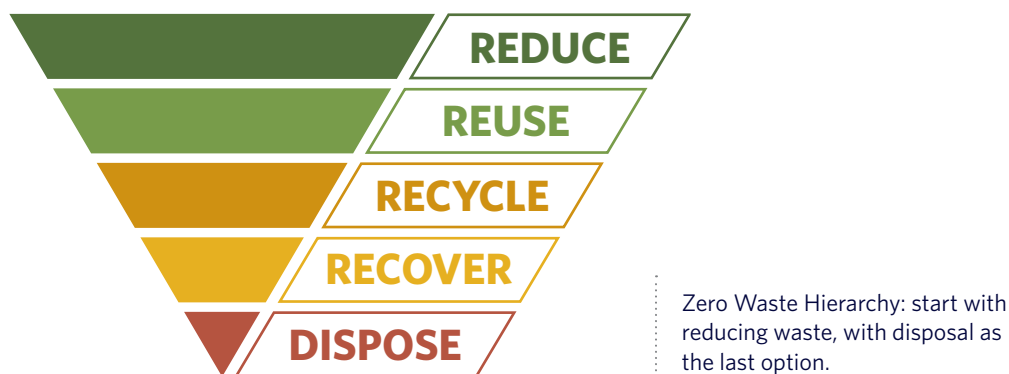 REDUCE
REUSE
RECYCLE
RECOVER
DISPOSE
Zero Waste Hierarchy: start with
reducing waste, with disposal as
the last option.